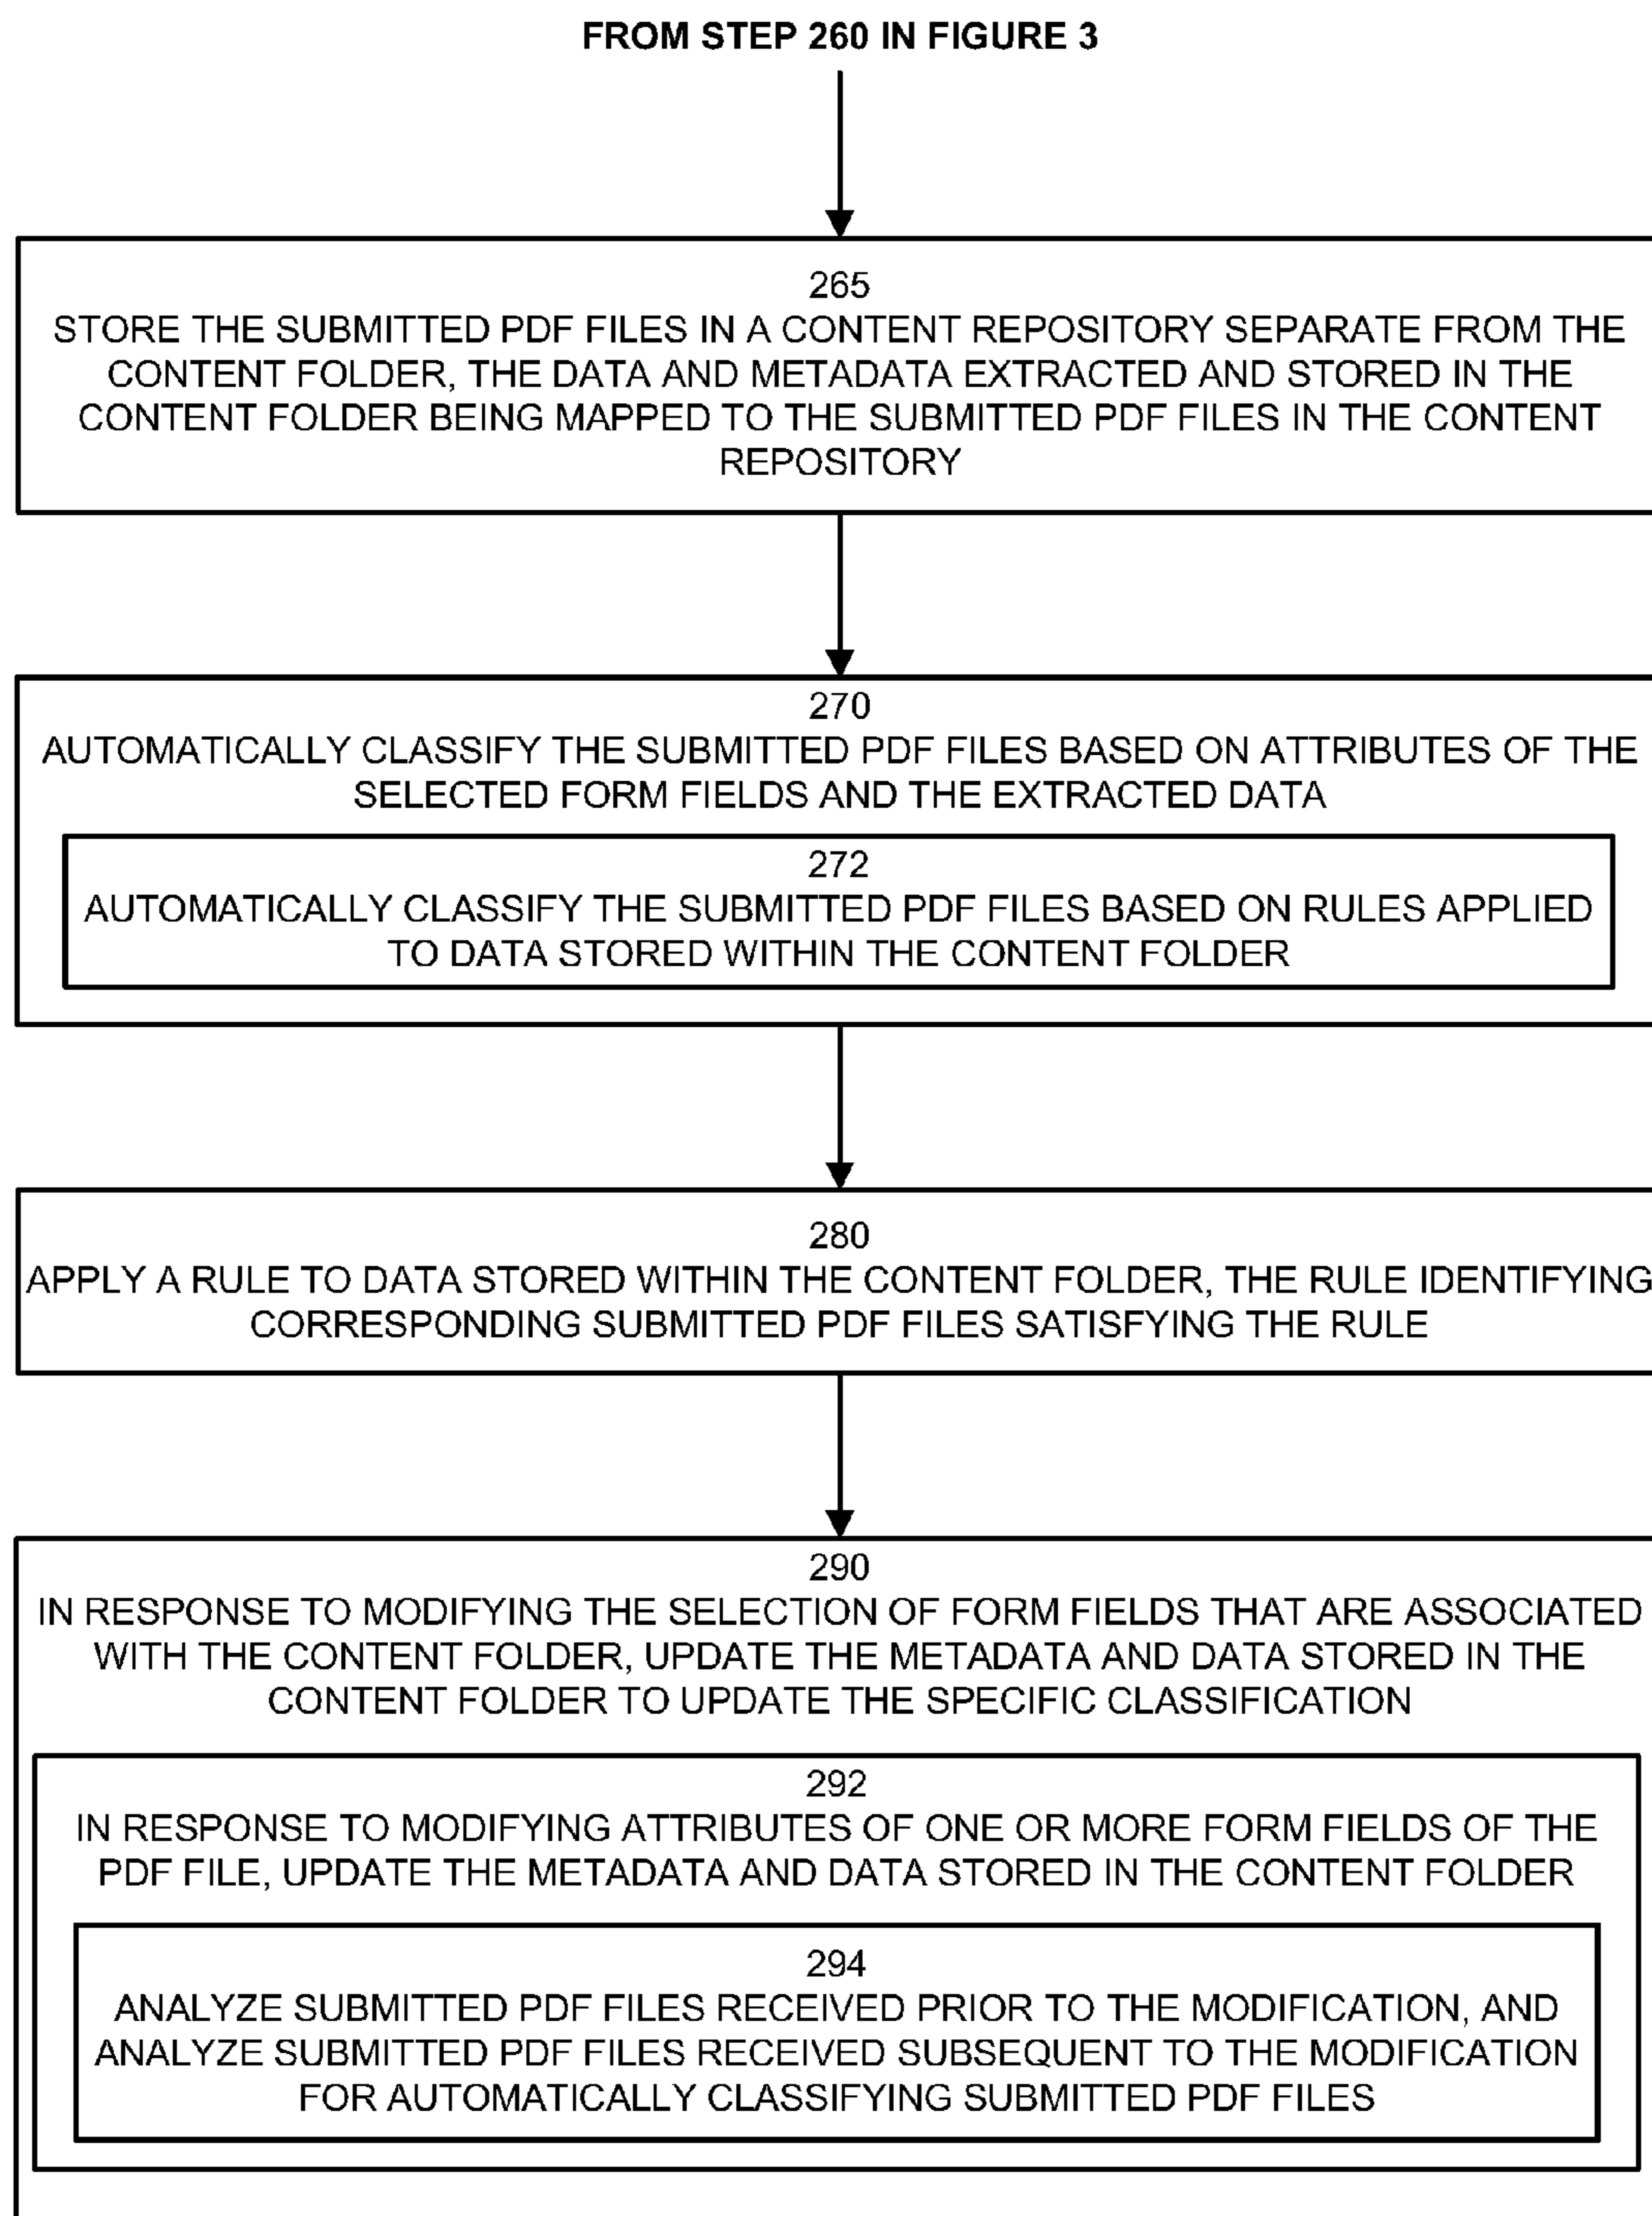 FROM STEP 260 IN FIGURE 3
265
STORE THE SUBMITTED PDF FILES IN A CONTENT REPOSITORY SEPARATE FROM THE
CONTENT FOLDER, THE DATA AND METADATA EXTRACTED AND STORED IN THE
CONTENT FOLDER BEING MAPPED TO THE SUBMITTED PDF FILES IN THE CONTENT
REPOSITORY
270
AUTOMATICALLY CLASSIFY THE SUBMITTED PDF FILES BASED ON ATTRIBUTES OF THE
SELECTED FORM FIELDS AND THE EXTRACTED DATA
272
AUTOMATICALLY CLASSIFY THE SUBMITTED PDF FILES BASED ON RULES APPLIED
TO DATA STORED WITHIN THE CONTENT FOLDER
280
APPLY A RULE TO DATA STORED WITHIN THE CONTENT FOLDER, THE RULE IDENTIFYING
CORRESPONDING SUBMITTED PDF FILES SATISFYING THE RULE
290
IN RESPONSE TO MODIFYING THE SELECTION OF FORM FIELDS THAT ARE ASSOCIATED
WITH THE CONTENT FOLDER, UPDATE THE METADATA AND DATA STORED IN THE
CONTENT FOLDER TO UPDATE THE SPECIFIC CLASSIFICATION
292
IN RESPONSE TO MODIFYING ATTRIBUTES OF ONE OR MORE FORM FIELDS OF THE
PDF FILE, UPDATE THE METADATA AND DATA STORED IN THE CONTENT FOLDER
294
ANALYZE SUBMITTED PDF FILES RECEIVED PRIOR TO THE MODIFICATION, AND
ANALYZE SUBMITTED PDF FILES RECEIVED SUBSEQUENT TO THE MODIFICATION
FOR AUTOMATICALLY CLASSIFYING SUBMITTED PDF FILES